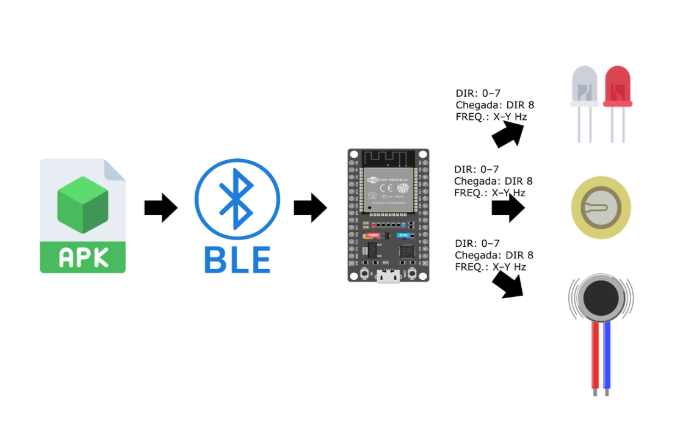 DIR: 0-7
Chegada: DIR 8
FREQ.: X-Y Hz
DIR: 0-7
Chegada: DIR 8
FREQ.: X-Y Hz
APK
BLE
DIR: 0-7
Chegada: DIR 8
FREQ.: X-Y Hz